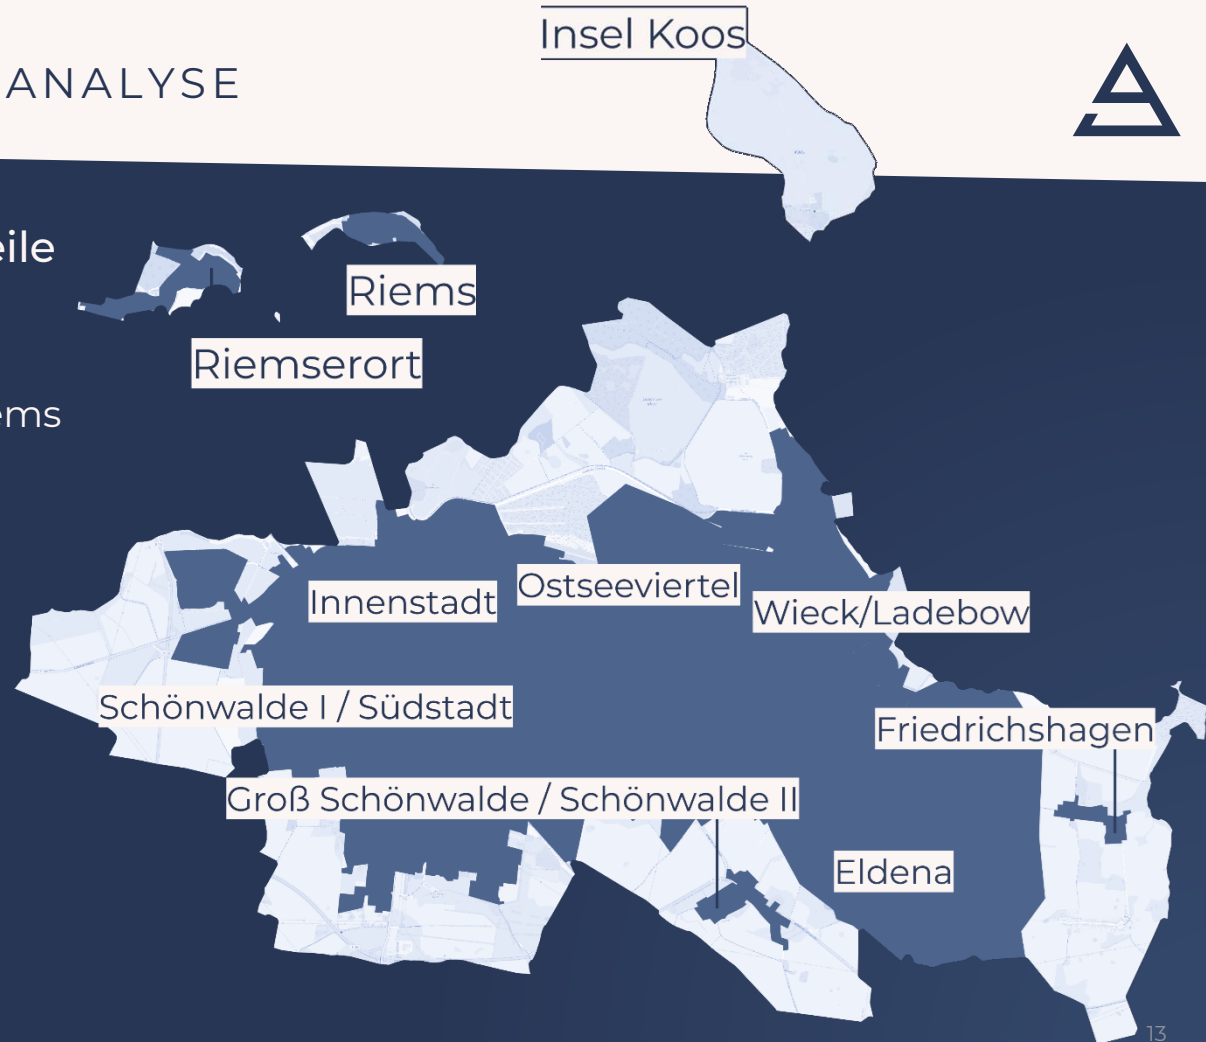 Insel Koos
ANALYSE
eile
Riems
Riemserort
ems
Ostseeviertel
Innenstadt
Wieck/Ladebow
Schönwalde I / Südstadt
Friedrichshagen
Groß Schönwalde / Schönwalde II
Eldena
13